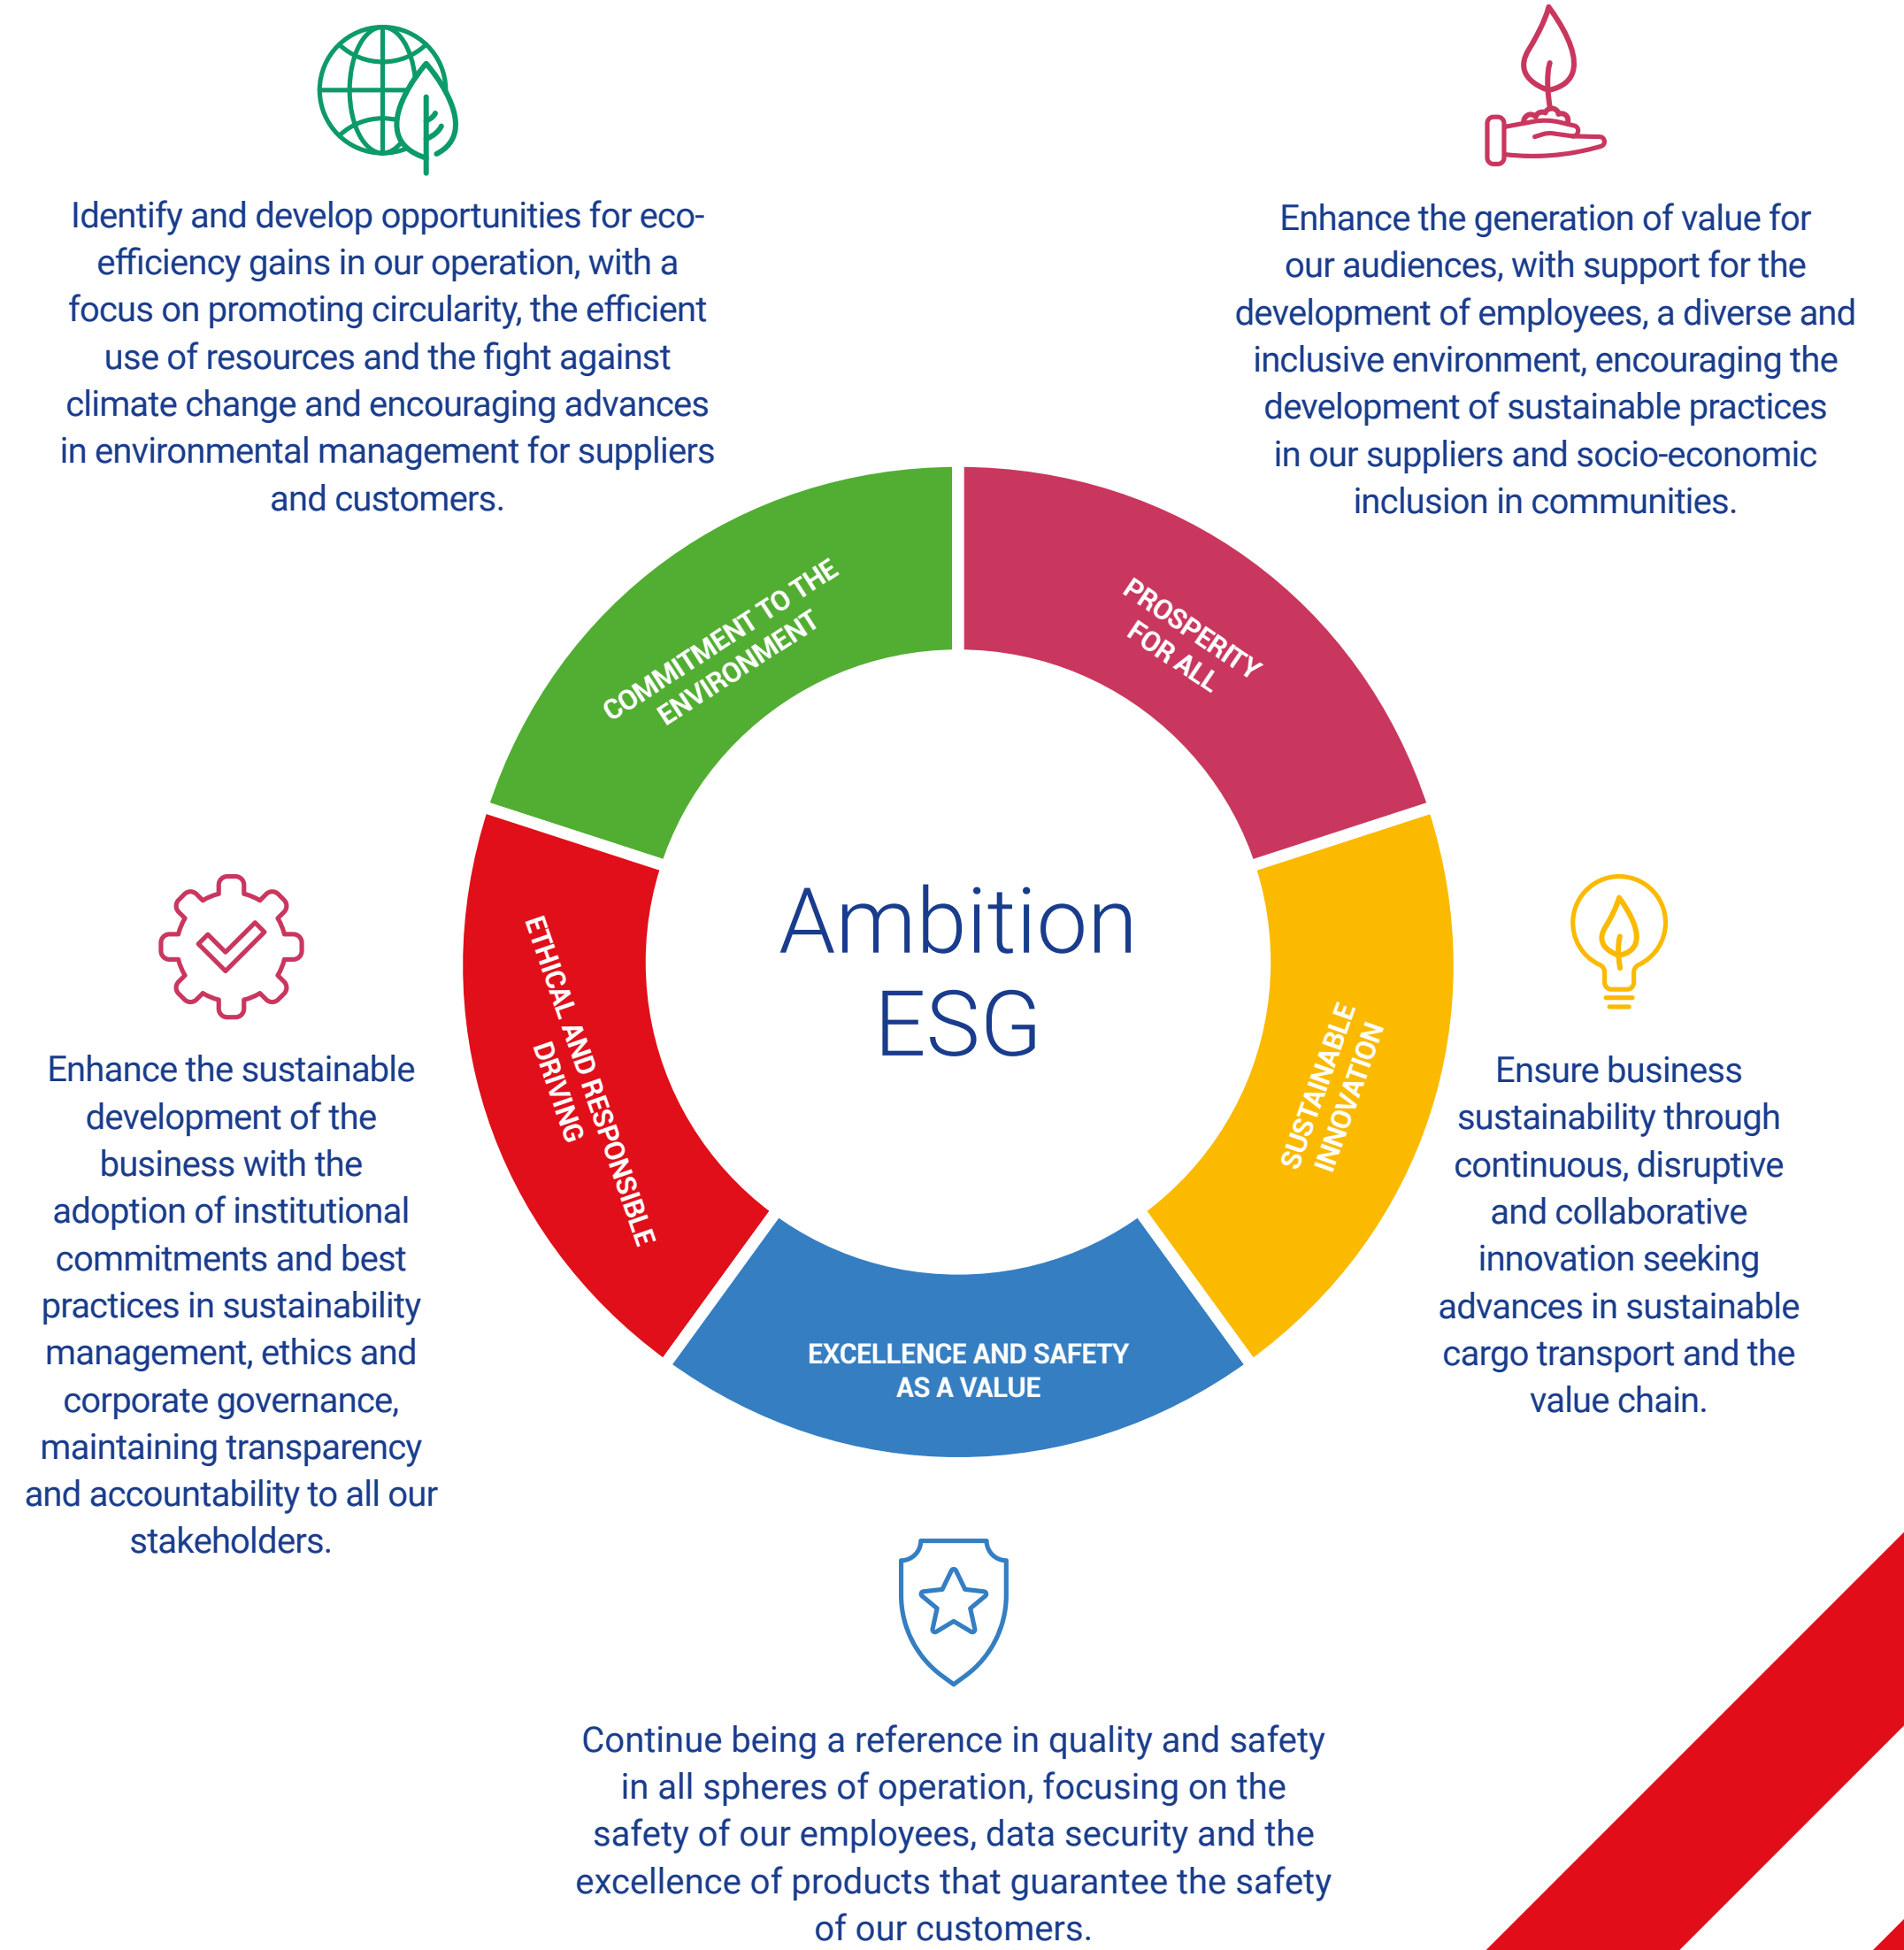 Identify and develop opportunities for eco-
efficiency gains in our operation, with a
focus on promoting circularity, the efficient
use of resources and the fight against
climate change and encouraging advances
in environmental management for suppliers
and customers.
Enhance the generation of value for
our audiences, with support for the
development of employees, a diverse and
inclusive environment, encouraging the
development of sustainable practices
in our suppliers and socio-economic
inclusion in communities.
COMMITMENT TO THE
ENVIRONMENT
PROSPERITY
FOR ALL
Ambition
ESG
ETHICAL AND RESPONSIBLE
DRIVING
SUSTAINABLE
INNOVATION
EXCELLENCE AND SAFETY
AS A VALUE
Enhance the sustainable
development of the
business with the
adoption of institutional
commitments and best
practices in sustainability
management, ethics and
corporate governance,
maintaining transparency
and accountability to all our
stakeholders.
Ensure business
sustainability through
continuous, disruptive
and collaborative
innovation seeking
advances in sustainable
cargo transport and the
value chain.
Continue being a reference in quality and safety
in all spheres of operation, focusing on the
safety of our employees, data security and the
excellence of products that guarantee the safety
of our customers.